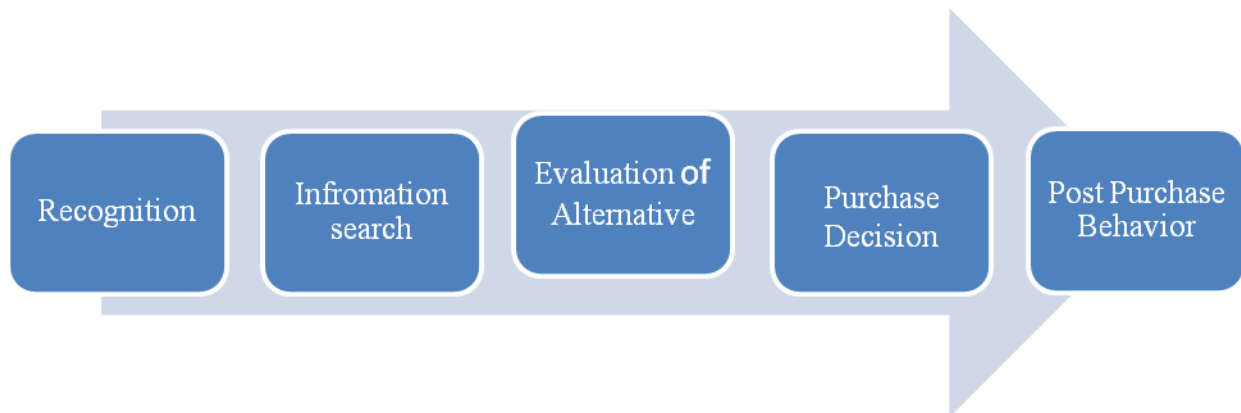 Recognition
Infromation
search
Evaluation of
Alternative
Purchase
Decision
Post Purchase
Behavior